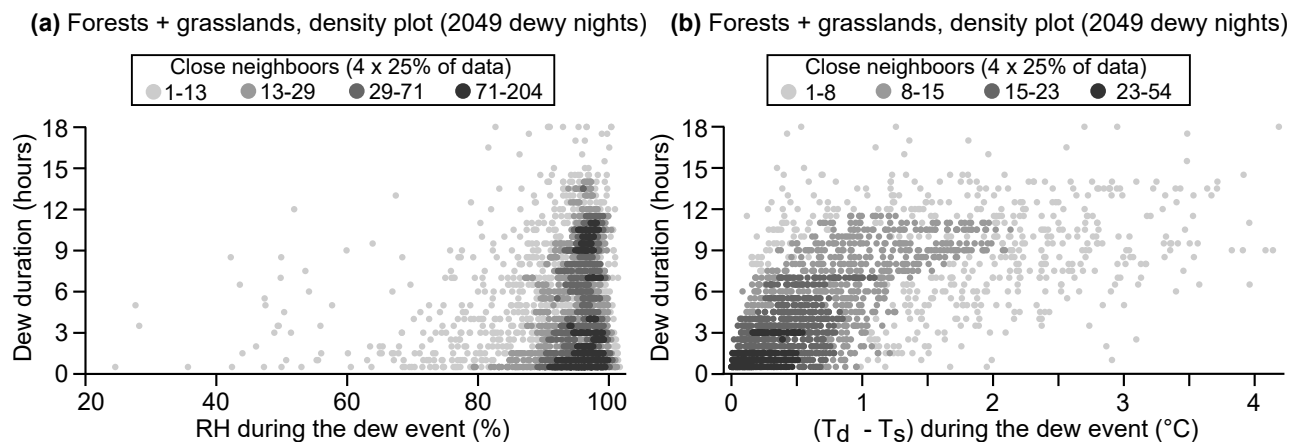 (a) Forests + grasslands, density plot (2049 dewy nights)
Close neighboors (4 x 25% of data)
1-13 13-29 29-71 71-204
18
15
12
9
6
3
0
Dew duration (hours)
20 40 60 80 100
RH during the dew event (%)
(b) Forests + grasslands, density plot (2049 dewy nights)
Close neighboors (4 x 25% of data)
1-8 8-15 15-23 23-54
18
15
12
9
6
3
0
Dew duration (hours)
0 1 2 3 4
(Td - Ts) during the dew event (°C)